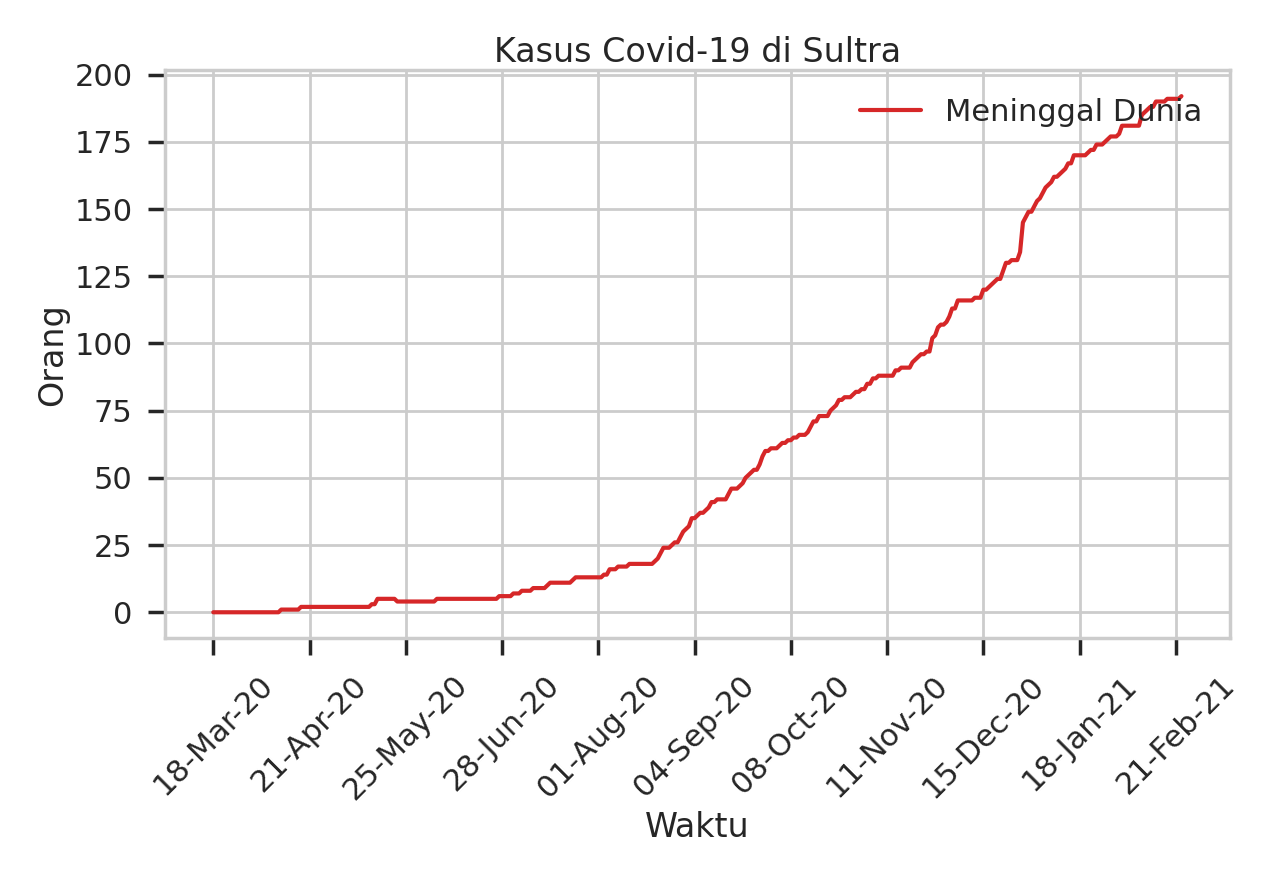 Kasus Covid-19 di Sultra
Meninggal Dunia
Orang
200
175
150
125
100
75
50
25
0
18-Mar-20
21-Apr-20
25-May-20
28-Jun-20
01-Aug-20
04-Sep-20
08-Oct-20
11-Nov-20
15-Dec-20
18-Jan-21
21-Feb-21
Waktu